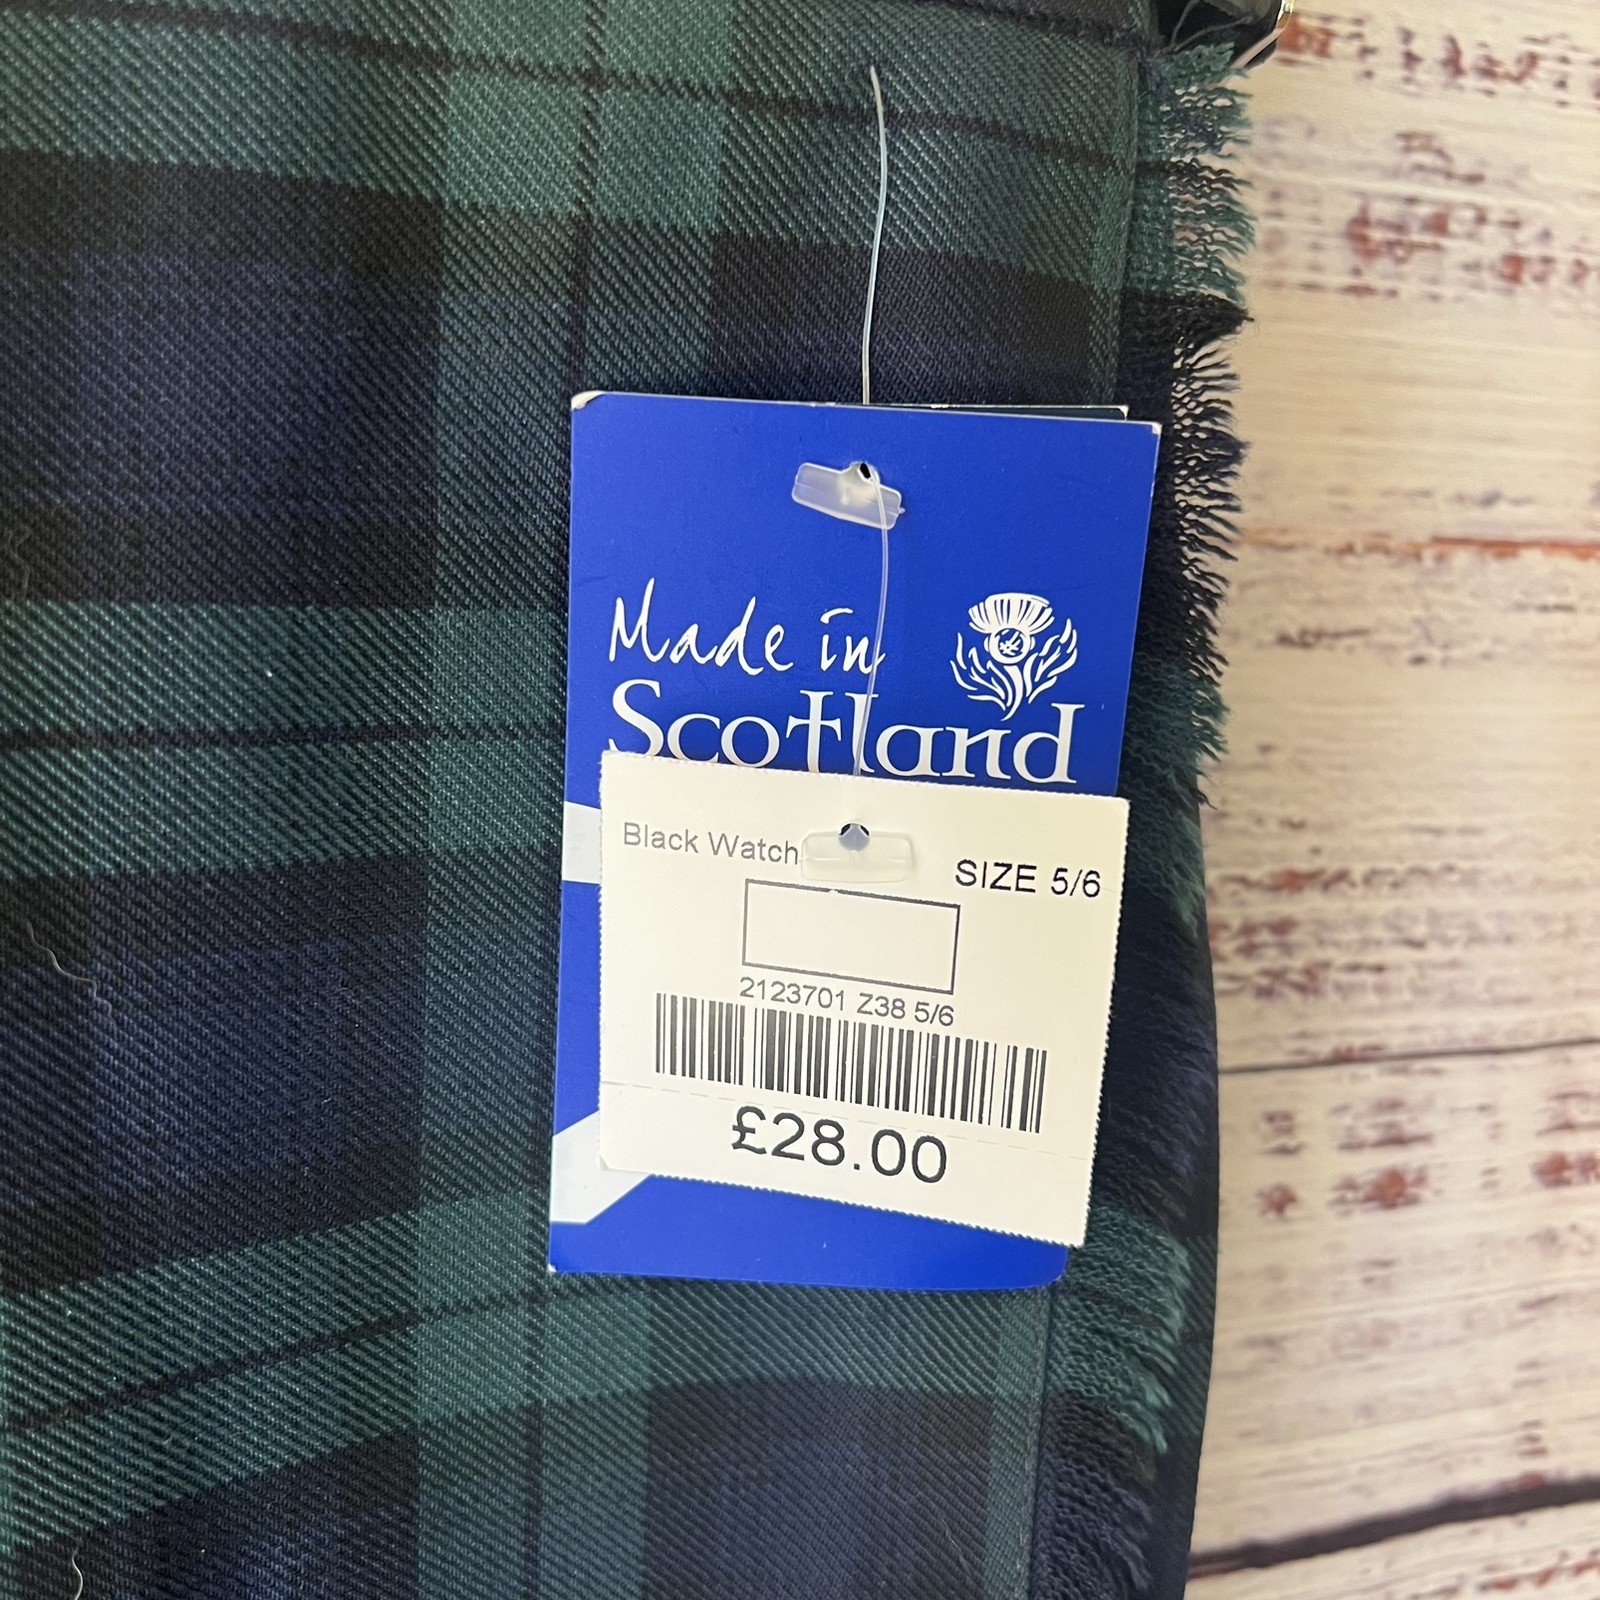 Made in
Scotland
Black Watch
SIZE 5/6
2123701 Z38 5/6
£28.00